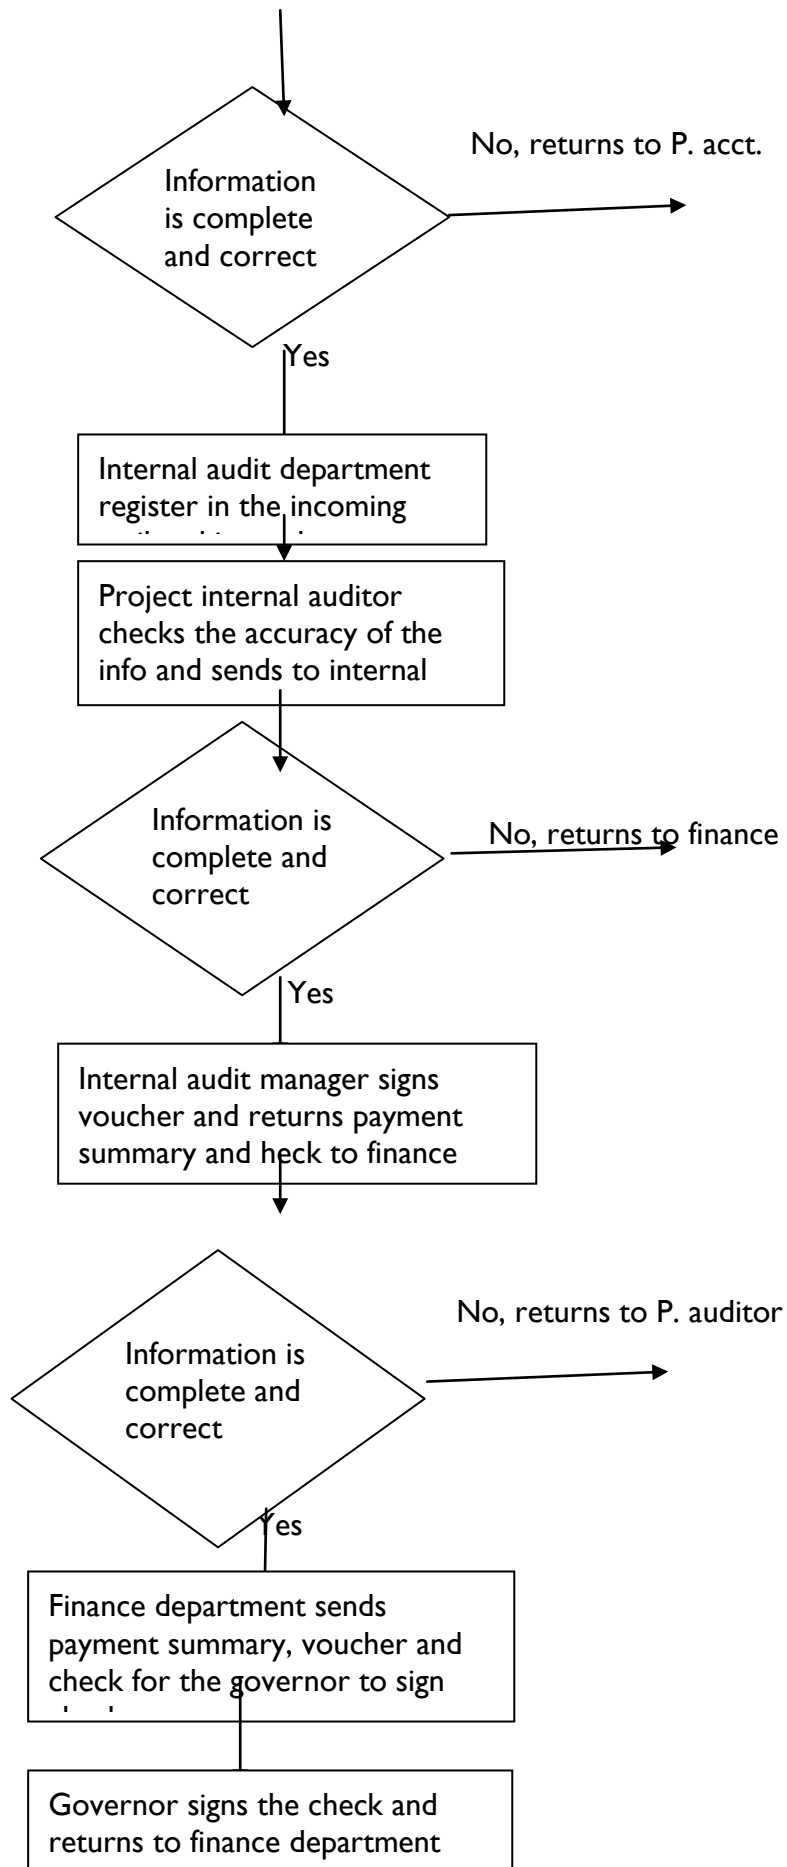 No, returns to P. acct.
Information
is complete
and correct
Yes
Internal audit department
register in the incoming
Project internal auditor
checks the accuracy of the
info and sends to internal
Information is
complete and
correct
No, returns to finance
Yes
Internal audit manager signs
voucher and returns payment
summary and heck to finance
No, returns to P. auditor
Information is
complete and
correct
Yes
Finance department sends
payment summary, voucher and
check for the governor to sign
Governor signs the check and
returns to finance department